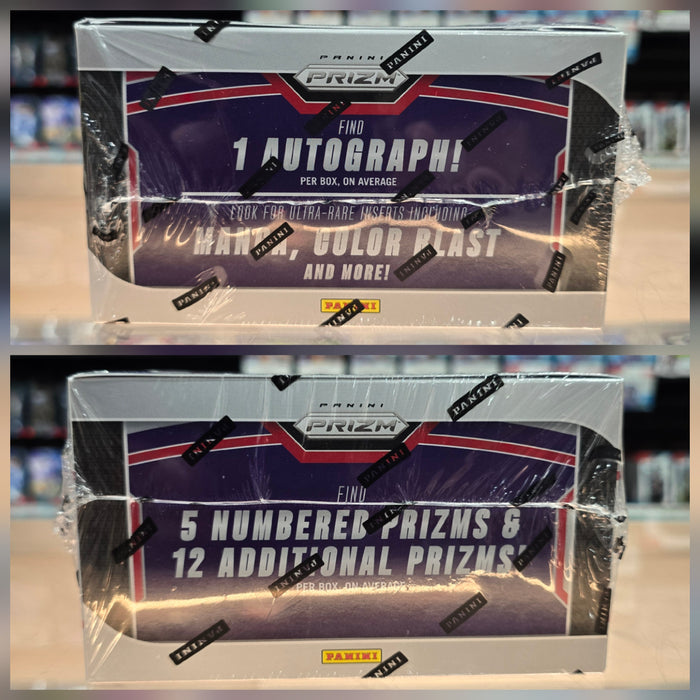 PANINI
PRIZM
FIND
1 AUTOGRAPH!
PER BOX, ON AVERAGE
LOOK FOR ULTRA-RARE INSERTS INCLUDING
MANGA, COLOR BLAST
AND MORE!
PANINI
PANINI
PRIZM
FIND
5 NUMBERED PRIZMS &
12 ADDITIONAL PRIZMS!
PER BOX, ON AVERAGE
PANINI